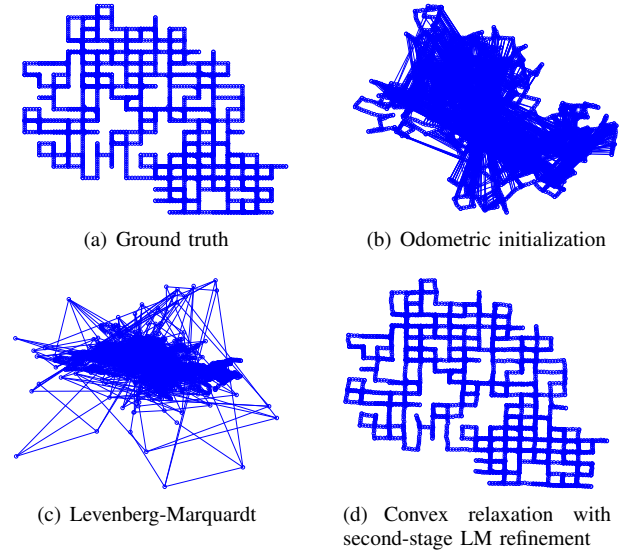 (a) Ground truth
(b) Odometric initialization
(c) Levenberg-Marquardt
(d) Convex relaxation with
second-stage LM refinement